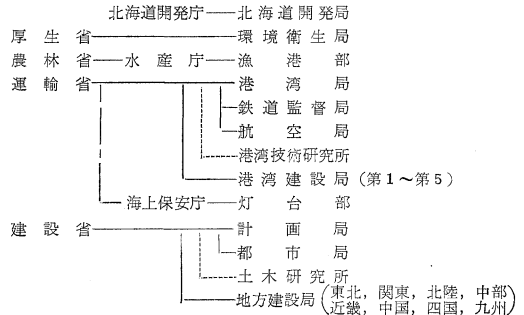 北海道開発庁 北海道開発局
厚生省 環境衛生局
農林省 水産庁 漁港部
運輸省 港湾局
鉄道監督局
航空局
港湾技術研究所
港湾建設局 (第1~第5)
海上保安庁 灯台部
建設省 計画局
都市局
土木研究所
地方建設局 (東北, 関東, 北陸, 中部
近畿, 中国, 四国, 九州)